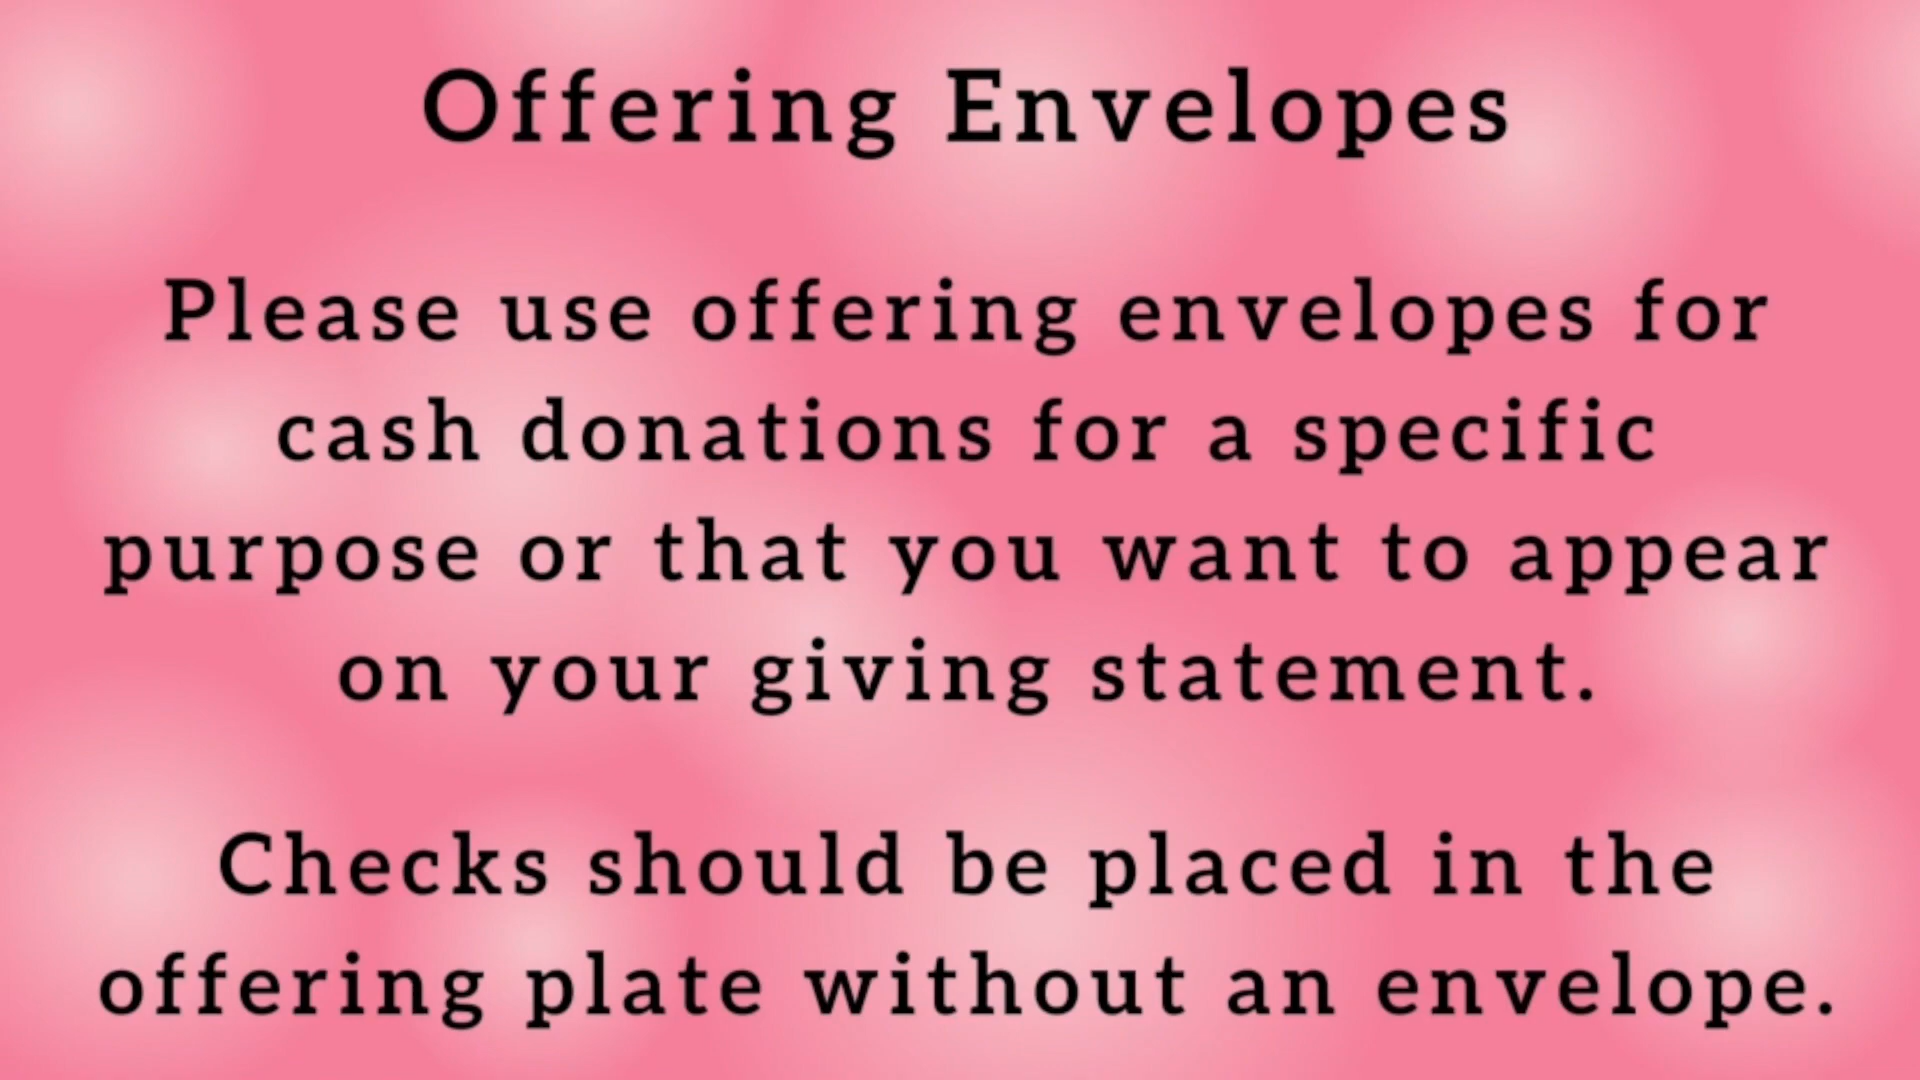 Offering Envelopes
Please use offering envelopes for
cash donations for a specific
purpose or that you want to appear
on your giving statement.
Checks should be placed in the
offering plate without an envelope.